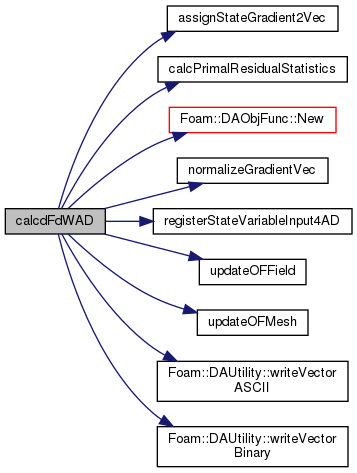 assignStateGradient2Vec
calcPrimalResidualStatistics
Foam::DAObjFunc::New
normalizeGradientVec
calcdFdWAD
registerStateVariableInput4AD
updateOFField
updateOFMesh
Foam::DAUtility::writeVector
ASCII
Foam::DAUtility::writeVector
Binary